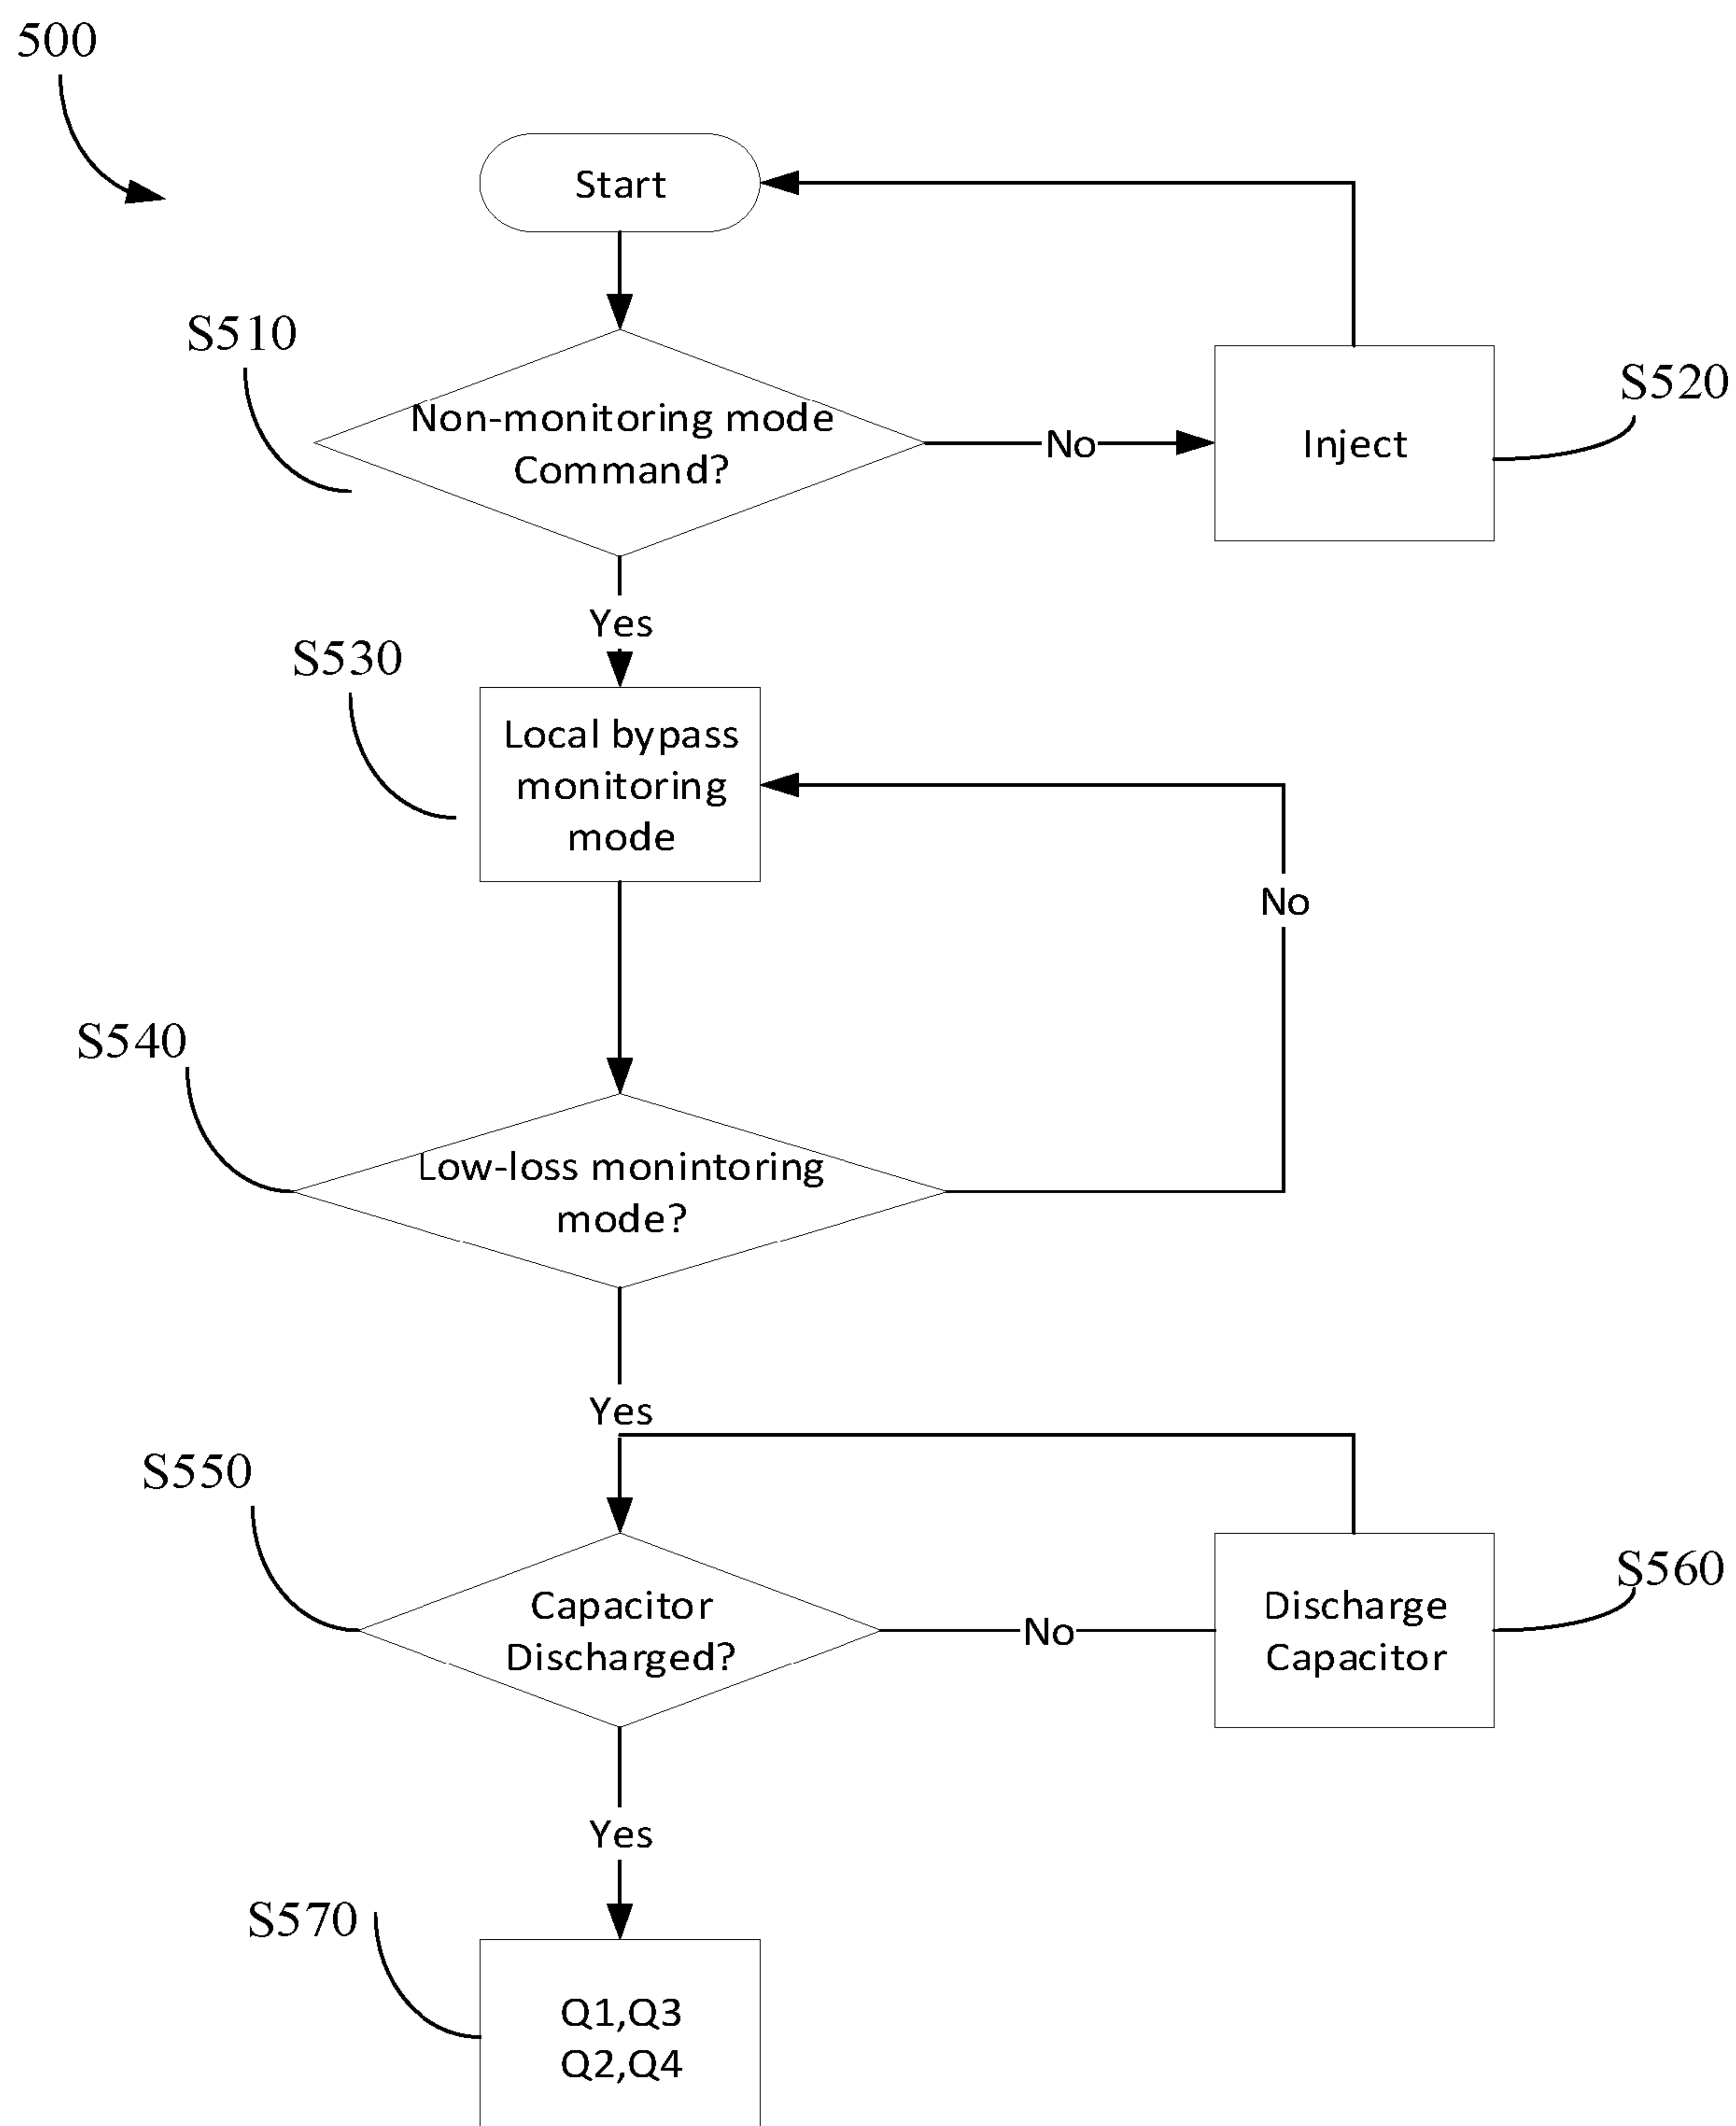 500
Start
S510
Non-monitoring mode
Command?
No
Inject
S520
Yes
S530
Local bypass
monitoring
mode
No
S540
Low-loss monintoring
mode?
Yes
S550
Capacitor
Discharged?
No
Discharge
Capacitor
S560
Yes
S570
Q1,Q3
Q2,Q4